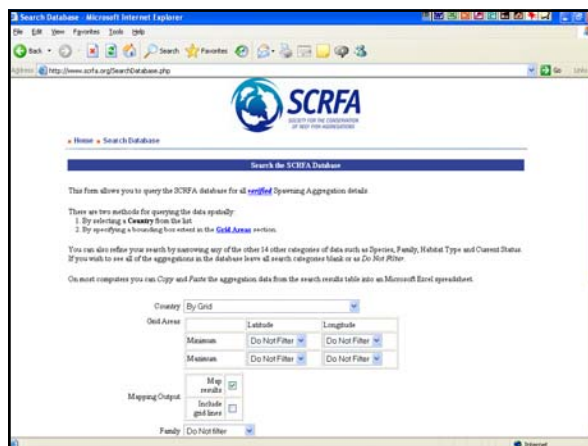 Search Database - Microsoft Internet Explorer
File Edit View Favorites Tools Help
Back Search Favorites
Address http://www.scrfa.org/SearchDatabase.php Go Links
SCRFA
SOCIETY FOR THE CONSERVATION
OF REEF FISH AGGREGATIONS
Home Search Database
Search the SCRFA Database
This form allows you to query the SCRFA database for all verified Spawning Aggregation details
There are two methods for querying the data spatially:
1. By selecting a Country from the list
2. By specifying a bounding box extent in the Grid Areas section.
You can also refine your search by narrowing any of the other 14 other categories of data such as Species, Family, Habitat Type and Current Status
If you wish to see all of the aggregations in the database leave all search categories blank or as Do Not Filter.
On most computers you can Copy and Paste the aggregation data from the search results table into an Microsoft Excel spreadsheet.
Country By Grid
Grid Areas Latitude Longitude
Minimum Do Not Filter Do Not Filter
Maximum Do Not Filter Do Not Filter
Mapping Output Map results
Include grid lines
Family Do Not filter
Internet